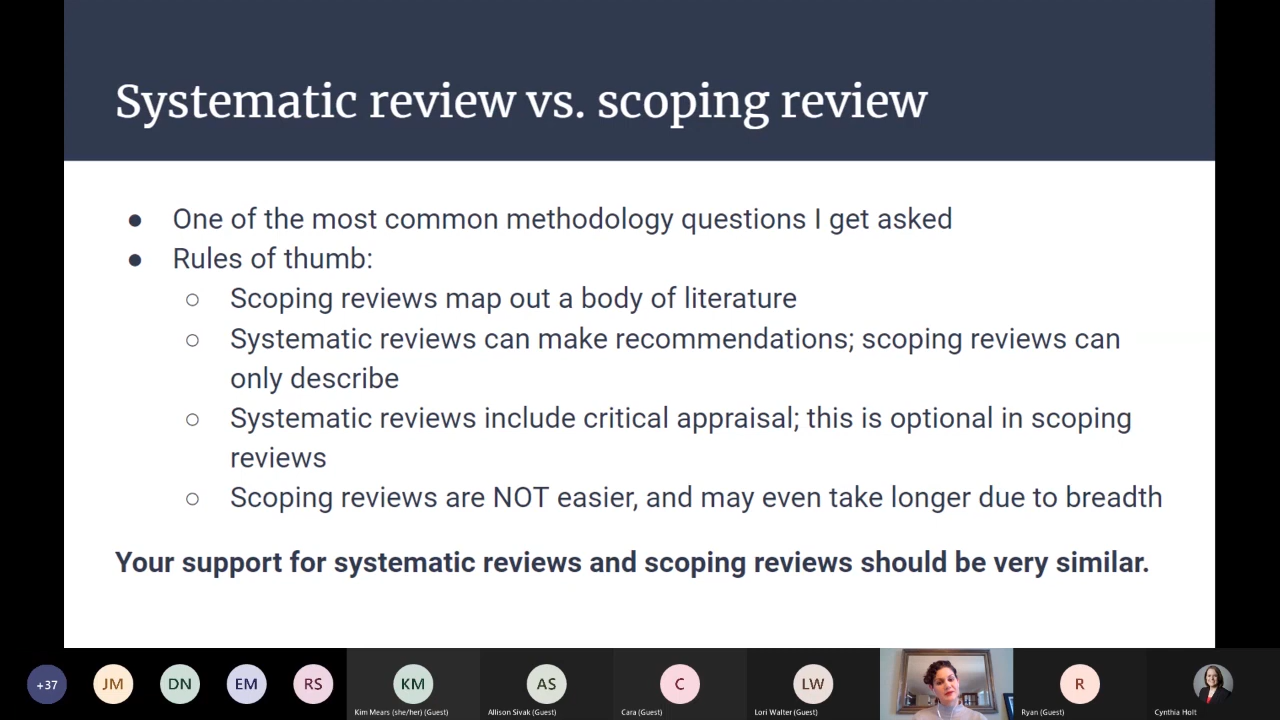 Systematic review vs. scoping review
● One of the most common methodology questions I get asked
● Rules of thumb:
○ Scoping reviews map out a body of literature
○ Systematic reviews can make recommendations; scoping reviews can
only describe
○ Systematic reviews include critical appraisal; this is optional in scoping
reviews
○ Scoping reviews are NOT easier, and may even take longer due to breadth
Your support for systematic reviews and scoping reviews should be very similar.
+37 JM DN EM RS KM AS C LW R
Kim Mears (she/her) (Guest) Allison Sivak (Guest) Cara (Guest) Lori Walter (Guest) Ryan (Guest) Cynthia Holt